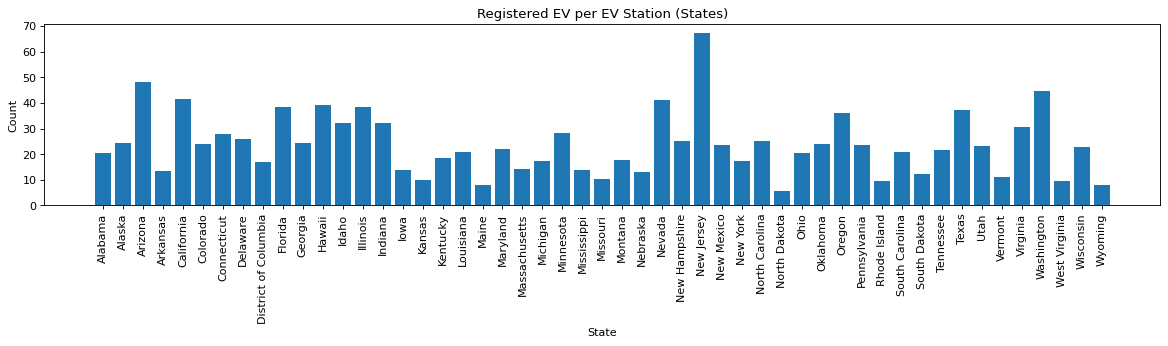 Registered EV per EV Station (States)
Count
70
60
50
40
30
20
10
0
Alabama
Alaska
Arizona
Arkansas
California
Colorado
Connecticut
Delaware
District of Columbia
Florida
Georgia
Hawaii
Idaho
Illinois
Indiana
Iowa
Kansas
Kentucky
Louisiana
Maine
Maryland
Massachusetts
Michigan
Minnesota
Mississippi
Missouri
Montana
Nebraska
Nevada
New Hampshire
New Jersey
New Mexico
New York
North Carolina
North Dakota
Ohio
Oklahoma
Oregon
Pennsylvania
Rhode Island
South Carolina
South Dakota
Tennessee
Texas
Utah
Vermont
Virginia
Washington
West Virginia
Wisconsin
Wyoming
State